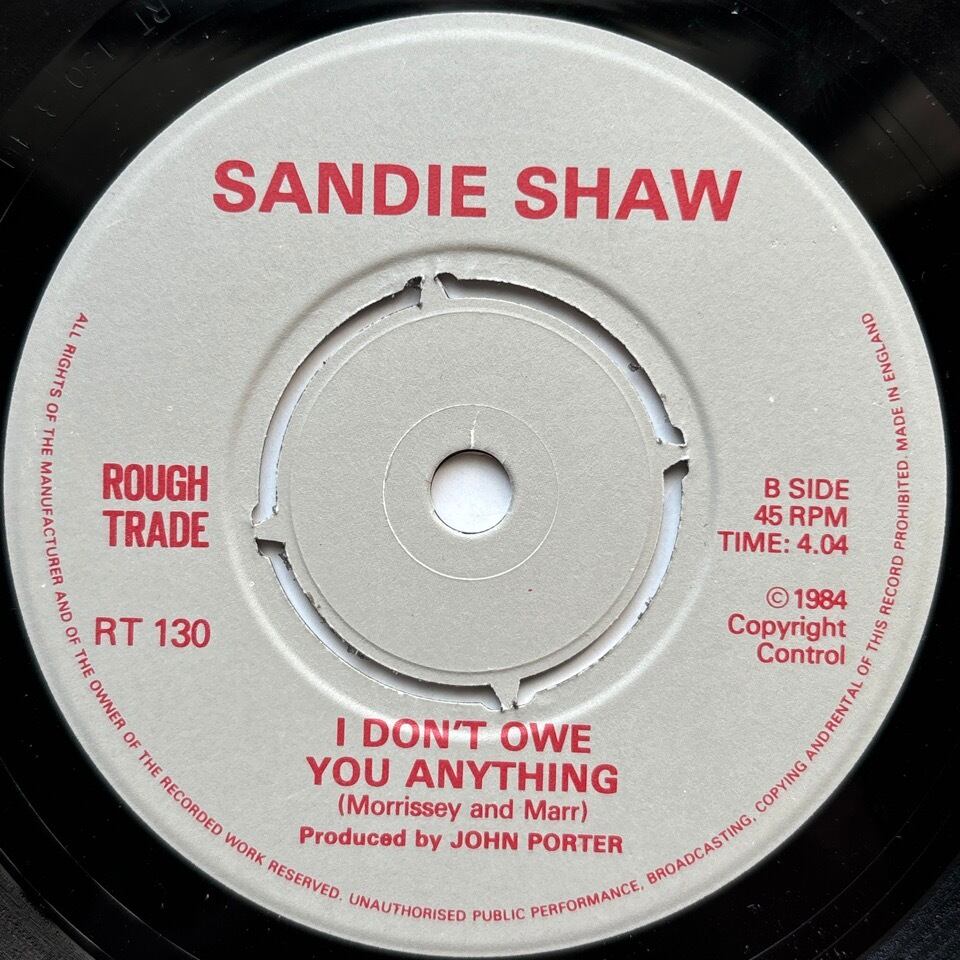 SANDIE SHAW
ROUGH
TRADE
RT 130
B SIDE
45 RPM
TIME: 4.04
© 1984
Copyright
Control
I DON'T OWE
YOU ANYTHING
(Morrissey and Marr)
Produced by JOHN PORTER
ALL RIGHTS OF THE MANUFACTURER AND OF THE OWNER OF THE RECORDED WORK RESERVED. UNAUTHORISED PUBLIC PERFORMANCE, BROADCASTING, COPYING AND RENTAL OF THIS RECORD PROHIBITED. MADE IN ENGLAND